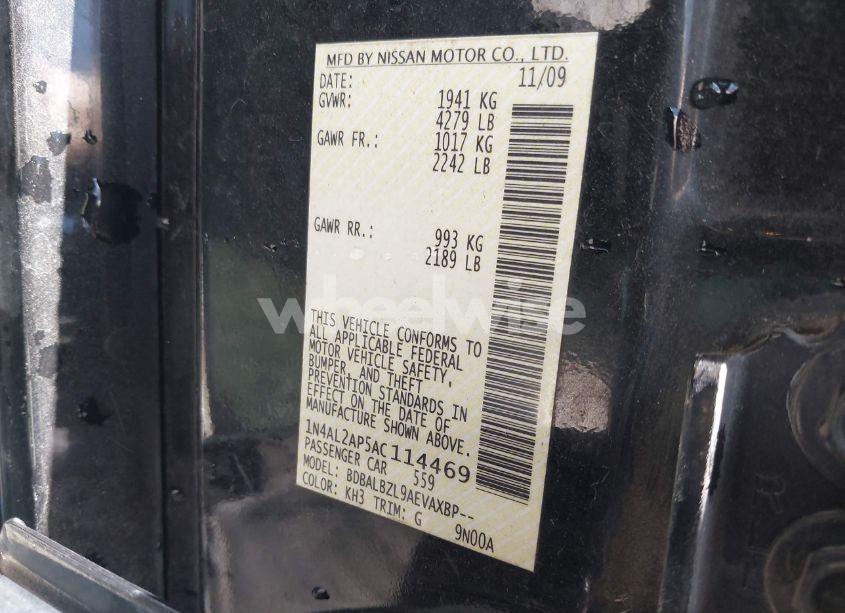 MFD BY NISSAN MOTOR CO., LTD.
DATE: 11/09
GVWR: 1941 KG
4279 LB
GAWR FR.: 1017 KG
2242 LB
GAWR RR.: 993 KG
2189 LB
wheelwise
THIS VEHICLE CONFORMS TO
ALL APPLICABLE FEDERAL
MOTOR VEHICLE SAFETY,
BUMPER, AND THEFT
PREVENTION STANDARDS IN
EFFECT ON THE DATE OF
MANUFACTURE SHOWN ABOVE.
1N4AL2AP5AC114469
PASSENGER CAR 559
MODEL: BDBALBZL9AEVAXBP--
COLOR: KH3 TRIM: G 9N00A